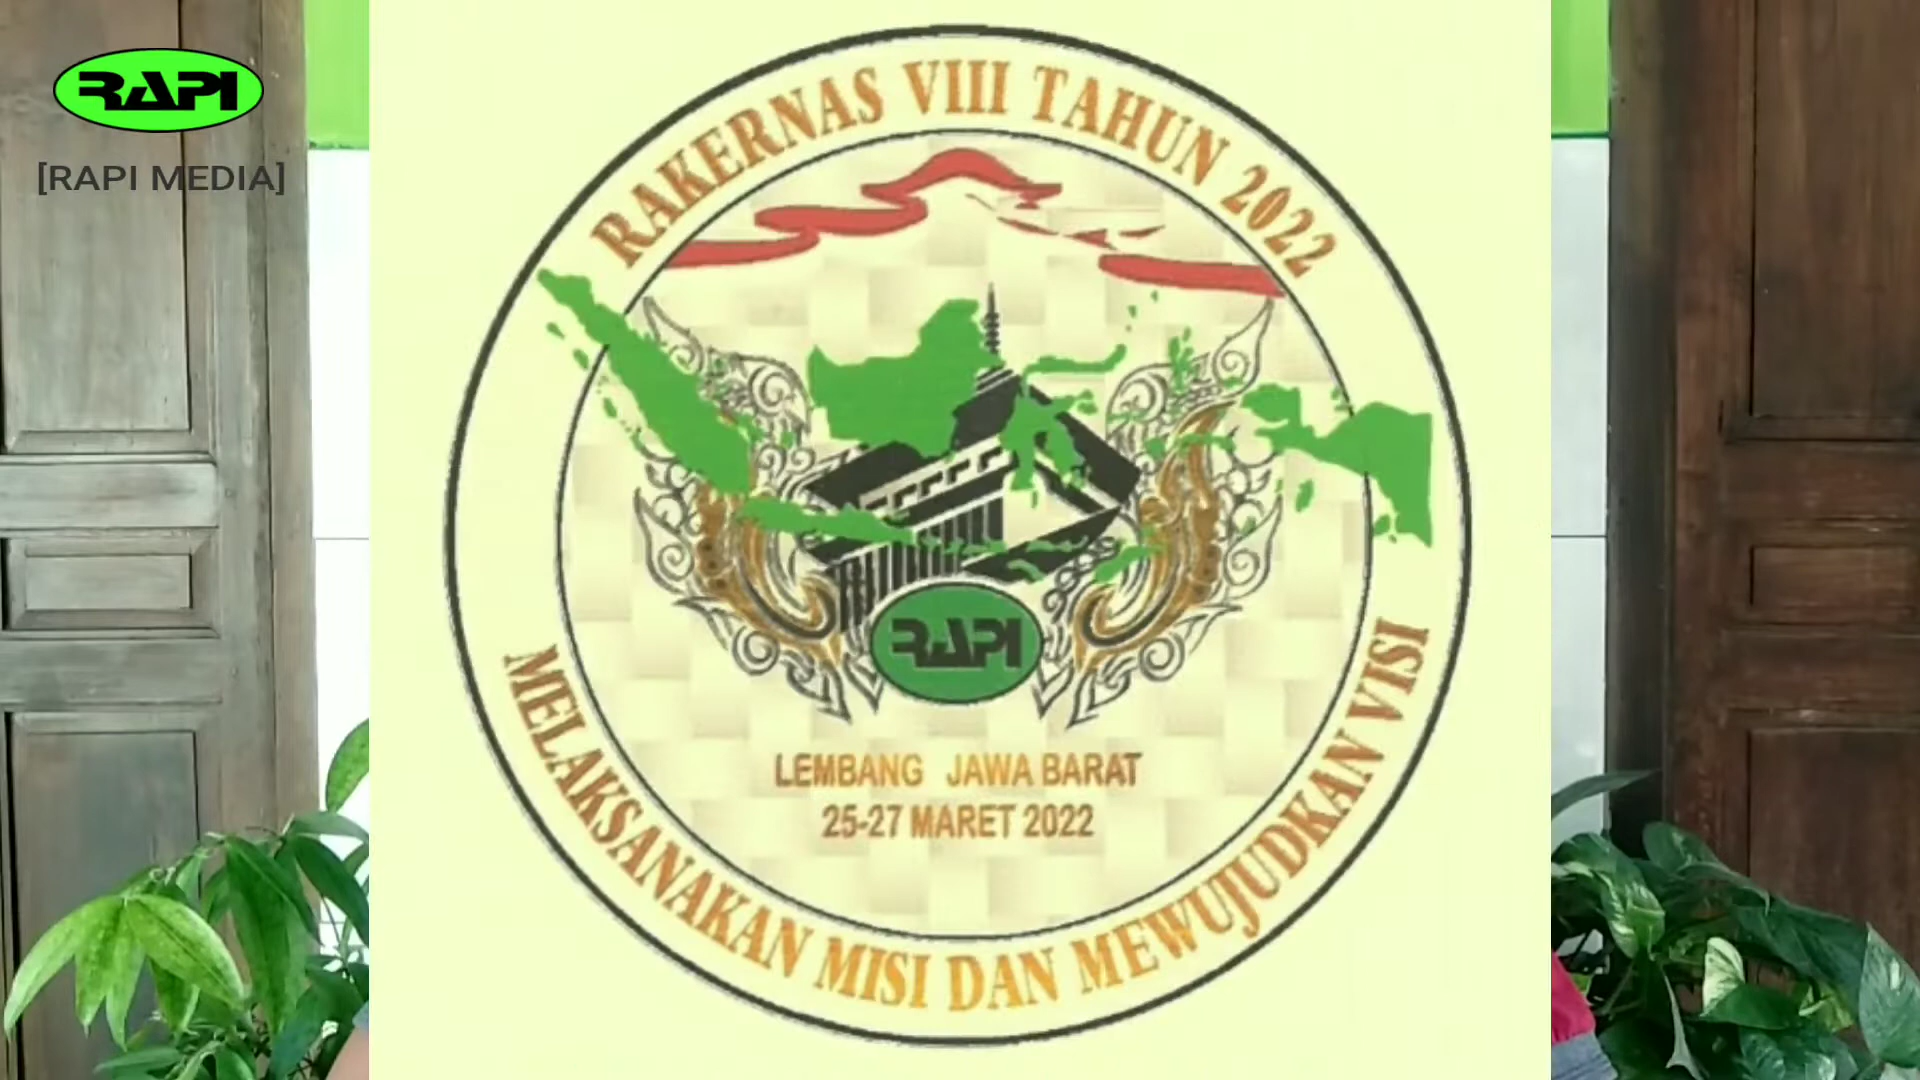 RAPI
[RAPI MEDIA]
RAKERNAS VIII TAHUN 2022
RAPI
LEMBANG JAWA BARAT
25-27 MARET 2022
MELAKSANAKAN MISI DAN MEWUJUDKAN VISI